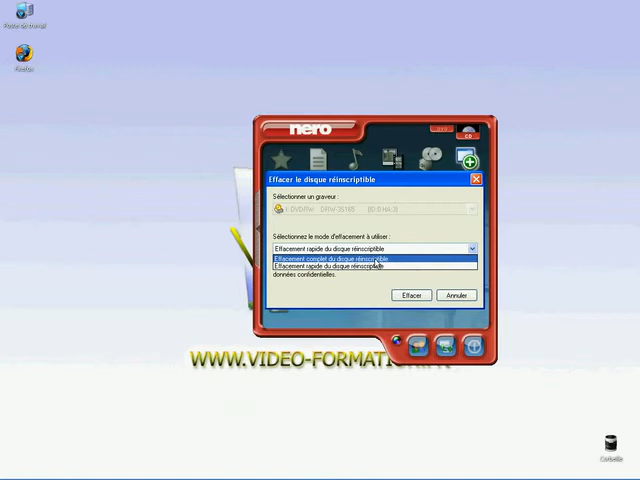 Poste de travail
Firefox
nero
CD
Effacer le disque réinscriptible
Sélectionner un graveur :
Sélectionnez le mode d'effacement à utiliser :
Effacement rapide du disque réinscriptible
Effacement complet du disque réinscriptible
Effacement rapide du disque réinscriptible
données confidentielles.
Effacer
Annuler
WWW.VIDEO-FORMATION.
Corbeille